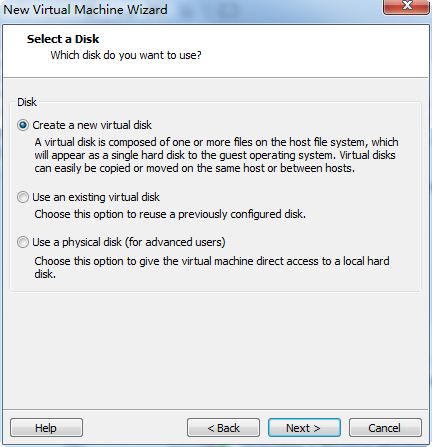 New Virtual Machine Wizard
Select a Disk
Which disk do you want to use?
Disk
Create a new virtual disk
A virtual disk is composed of one or more files on the host file system, which
will appear as a single hard disk to the guest operating system. Virtual disks
can easily be copied or moved on the same host or between hosts.
Use an existing virtual disk
Choose this option to reuse a previously configured disk.
Use a physical disk (for advanced users)
Choose this option to give the virtual machine direct access to a local hard
disk.
Help
< Back
Next >
Cancel